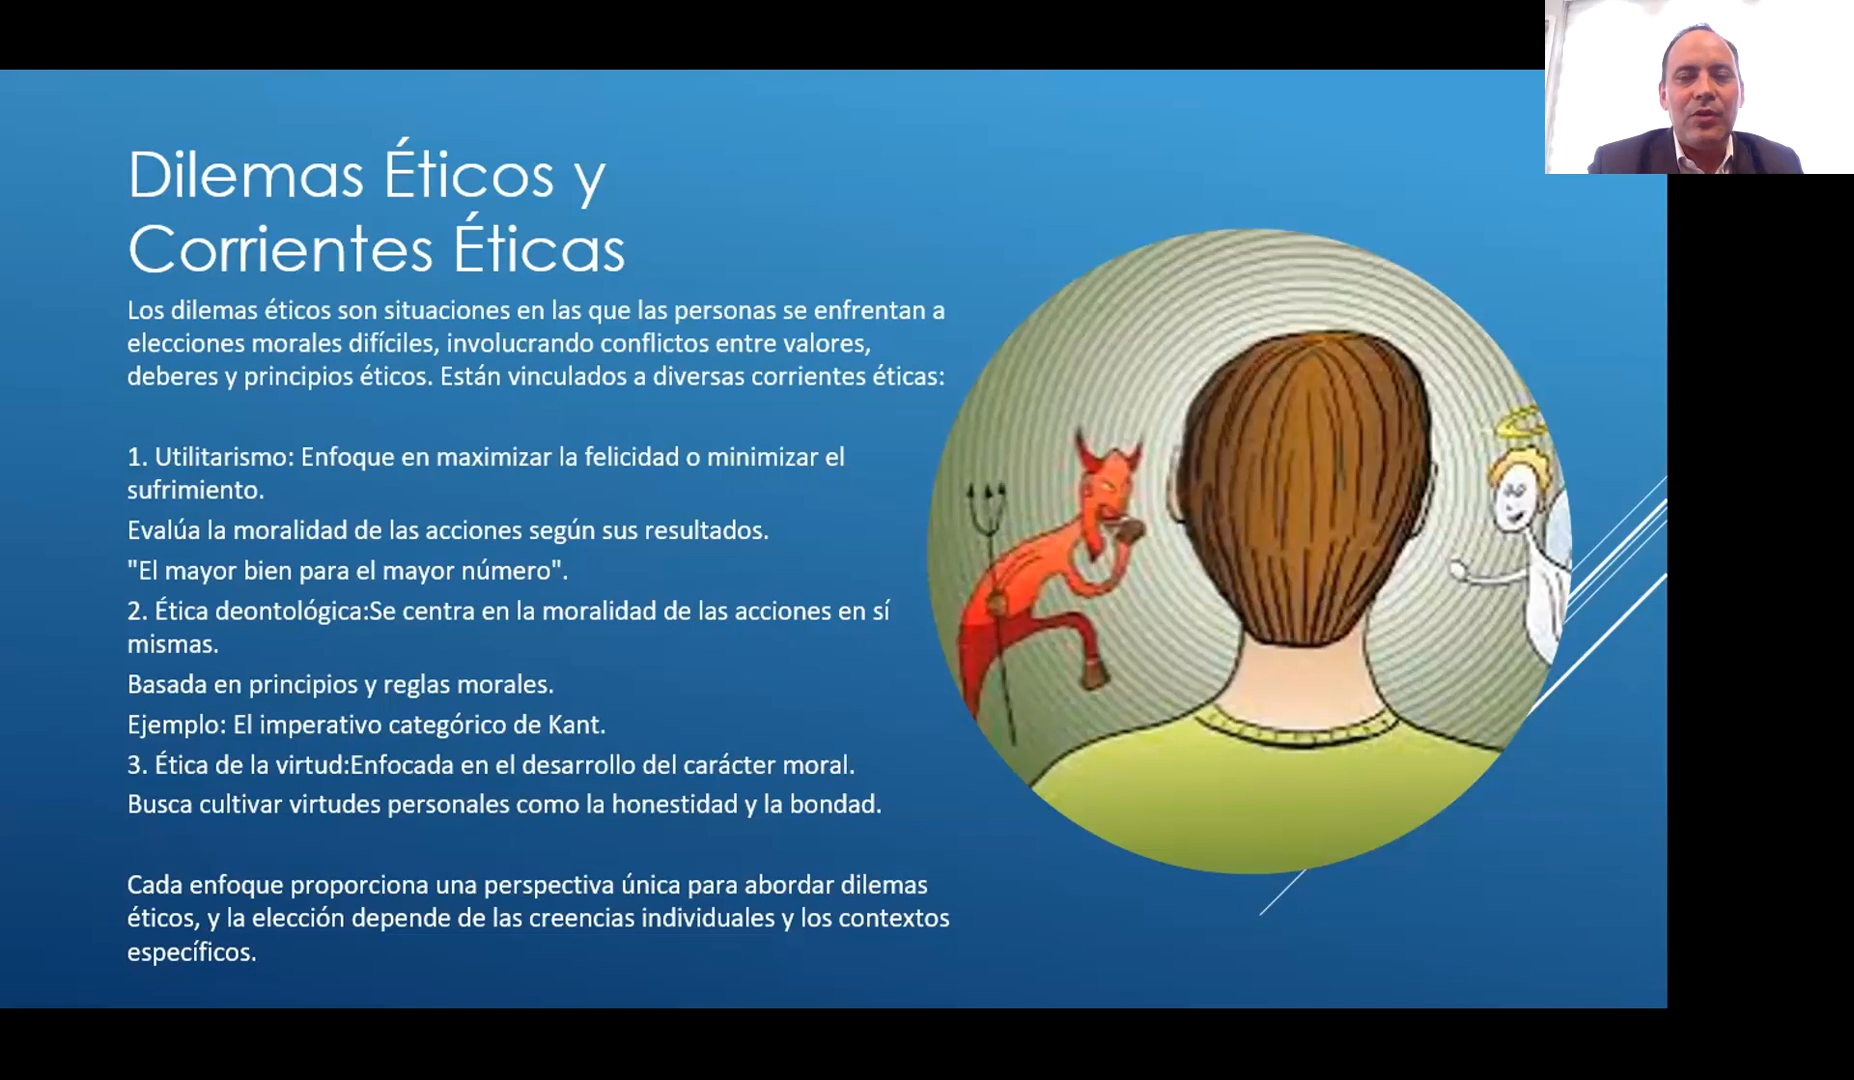 Dilemas Éticos y
Corrientes Éticas
Los dilemas éticos son situaciones en las que las personas se enfrentan a
elecciones morales difíciles, involucrando conflictos entre valores,
deberes y principios éticos. Están vinculados a diversas corrientes éticas:
1. Utilitarismo: Enfoque en maximizar la felicidad o minimizar el
sufrimiento.
Evalúa la moralidad de las acciones según sus resultados.
"El mayor bien para el mayor número".
2. Ética deontológica:Se centra en la moralidad de las acciones en sí
mismas.
Basada en principios y reglas morales.
Ejemplo: El imperativo categórico de Kant.
3. Ética de la virtud:Enfocada en el desarrollo del carácter moral.
Busca cultivar virtudes personales como la honestidad y la bondad.
Cada enfoque proporciona una perspectiva única para abordar dilemas
éticos, y la elección depende de las creencias individuales y los contextos
específicos.